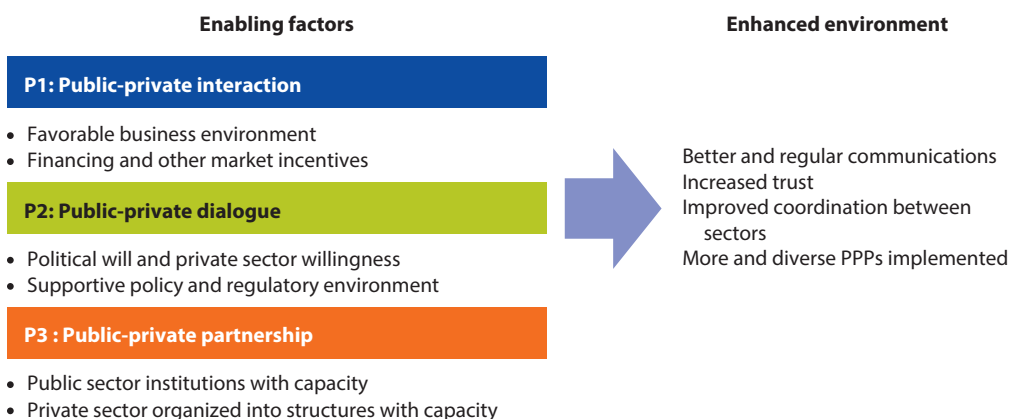 Enabling factors
P1: Public-private interaction
• Favorable business environment
• Financing and other market incentives
P2: Public-private dialogue
• Political will and private sector willingness
• Supportive policy and regulatory environment
P3 : Public-private partnership
• Public sector institutions with capacity
• Private sector organized into structures with capacity
Enhanced environment
Better and regular communications
Increased trust
Improved coordination between
sectors
More and diverse PPPs implemented